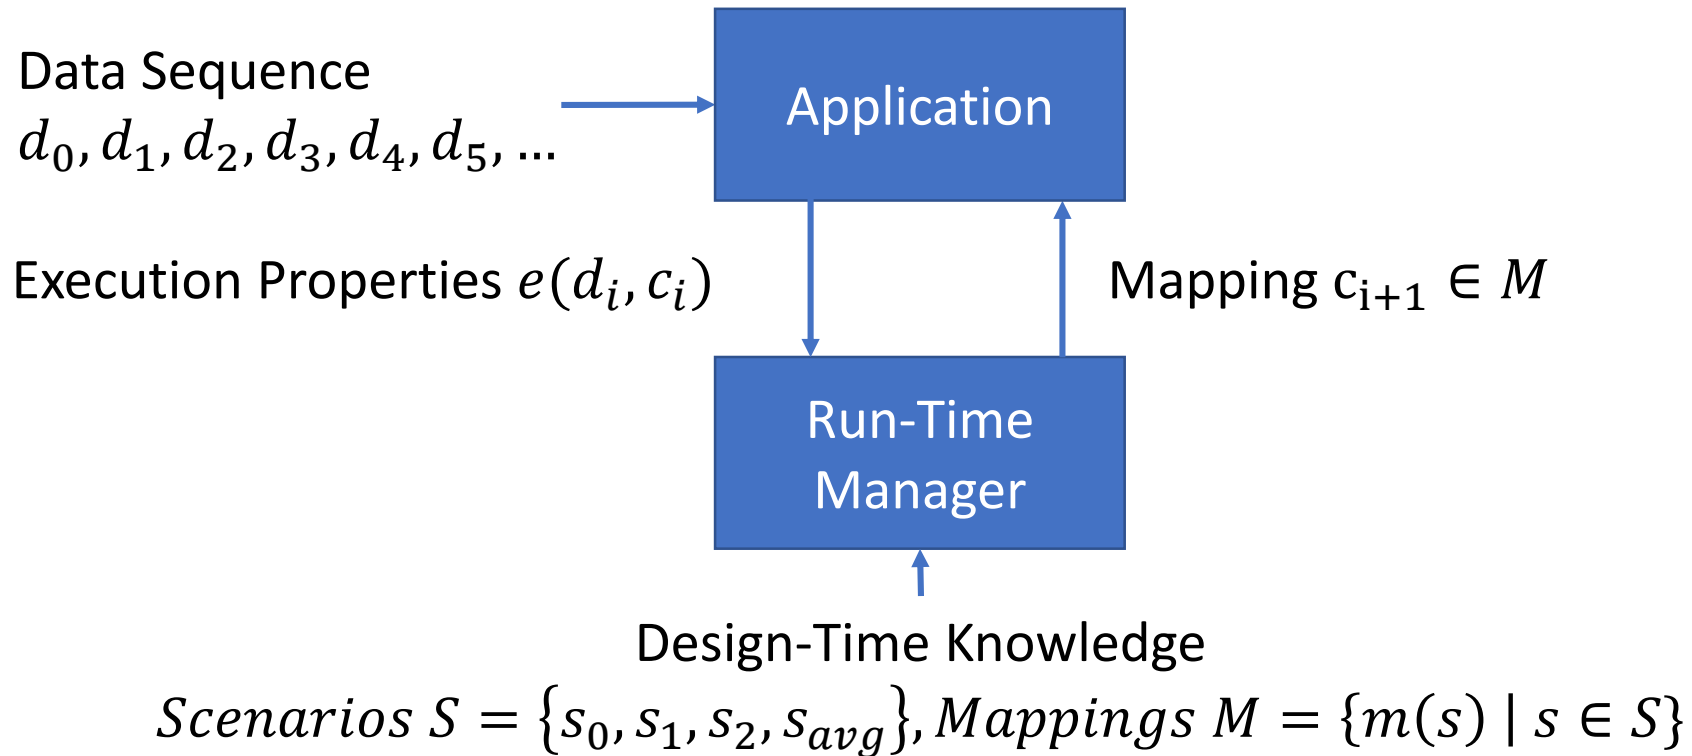 Data Sequence
d₀, d₁, d₂, d₃, d₄, d₅, ...
Application
Execution Properties e(dᵢ, cᵢ)
Mapping cᵢ₊₁ ∈ M
Run-Time
Manager
Design-Time Knowledge
Scenarios S = {s₀, s₁, s₂, s_avg}, Mappings M = {m(s) | s ∈ S}